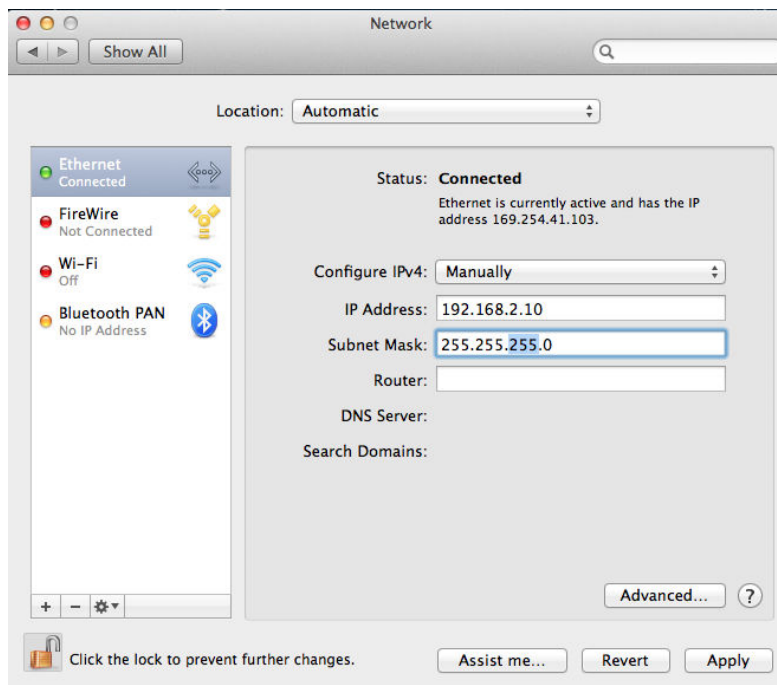 Network
Show All
Location: Automatic
Ethernet
Connected
FireWire
Not Connected
Wi-Fi
Off
Bluetooth PAN
No IP Address
Status: Connected
Ethernet is currently active and has the IP
address 169.254.41.103.
Configure IPv4: Manually
IP Address: 192.168.2.10
Subnet Mask: 255.255.255.0
Router:
DNS Server:
Search Domains:
Advanced... ?
Click the lock to prevent further changes.
Assist me... Revert Apply